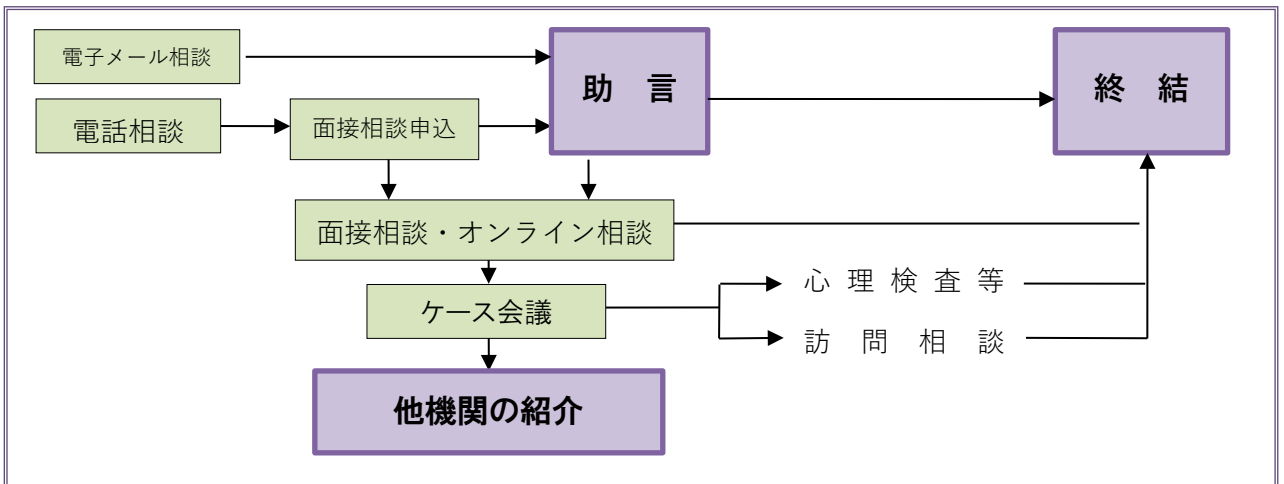 電子メール相談
助 言
終 結
電話相談
面接相談申込
面接相談・オンライン相談
心理検査等
ケース会議
訪問相談
他機関の紹介